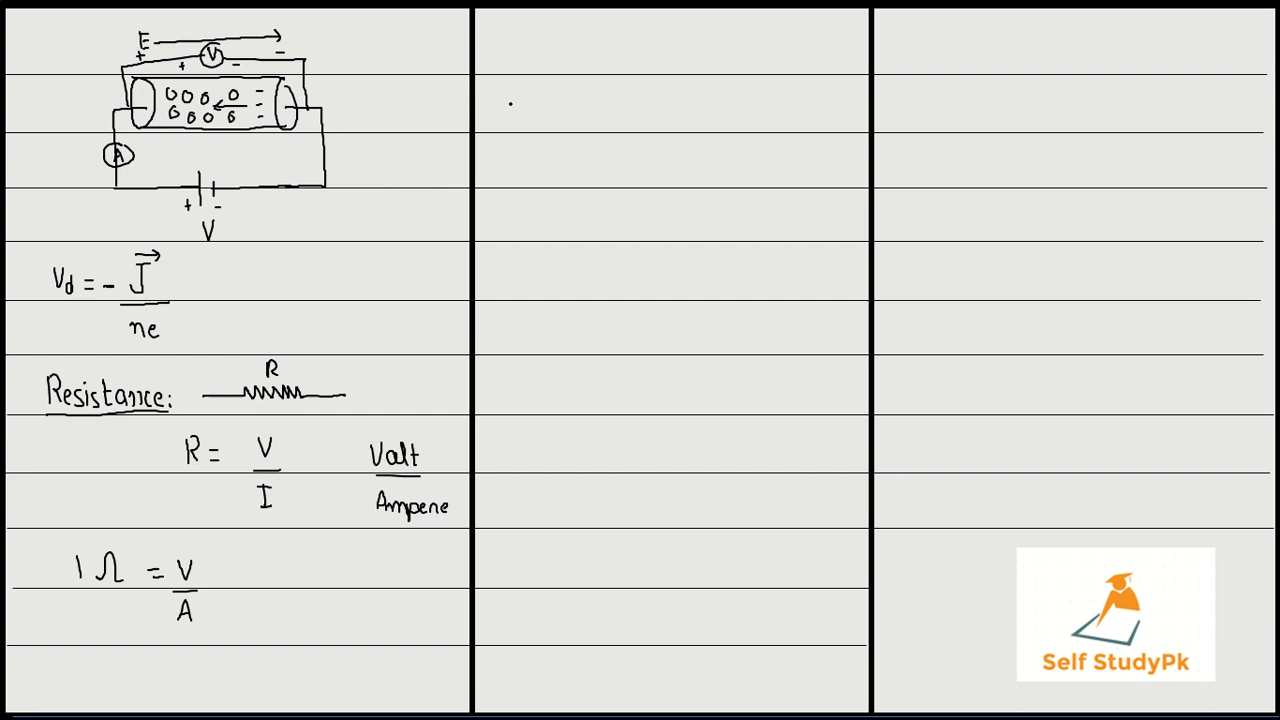 E
+ V -
+ -
A
+ -
V
Vd = - J
ne
R
Resistance:
R = V Valt
I Ampene
1 Ω = V
A
Self StudyPk